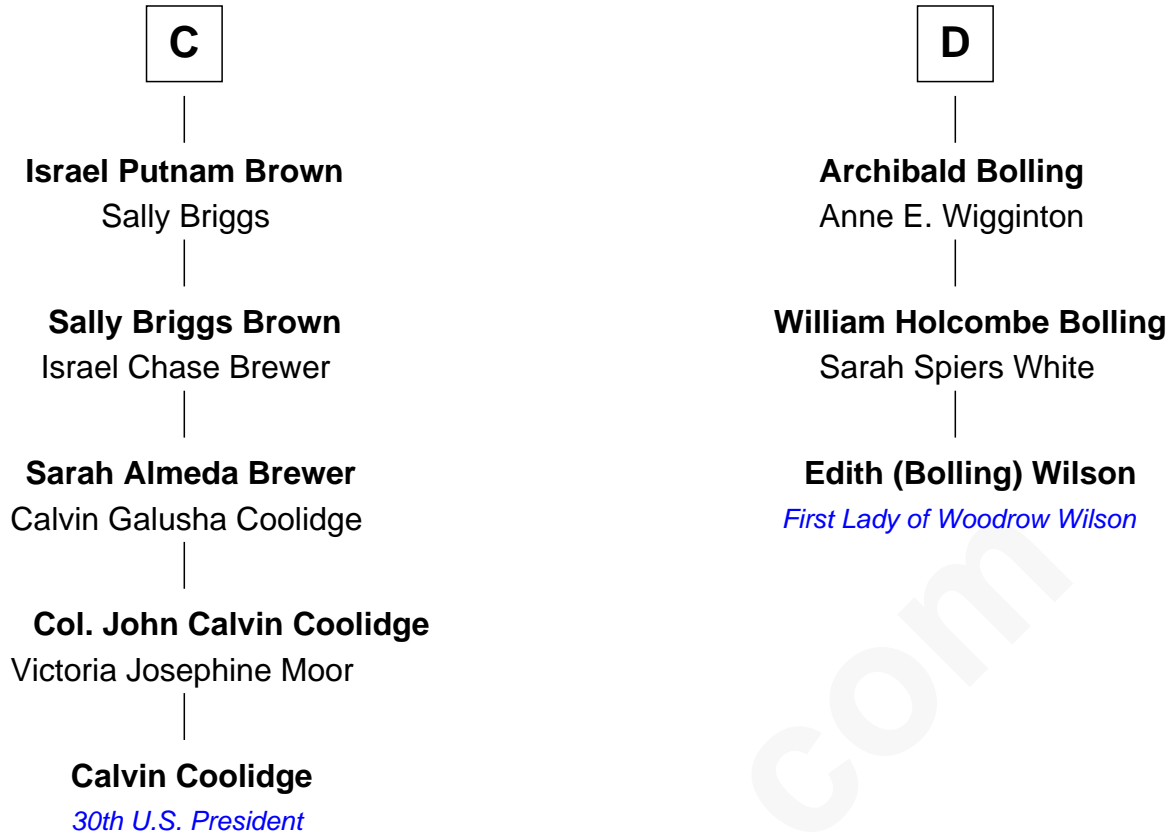 C
Israel Putnam Brown
Sally Briggs
Sally Briggs Brown
Israel Chase Brewer
Sarah Almeda Brewer
Calvin Galusha Coolidge
Col. John Calvin Coolidge
Victoria Josephine Moor
Calvin Coolidge
30th U.S. President
D
Archibald Bolling
Anne E. Wigginton
William Holcombe Bolling
Sarah Spiers White
Edith (Bolling) Wilson
First Lady of Woodrow Wilson
com